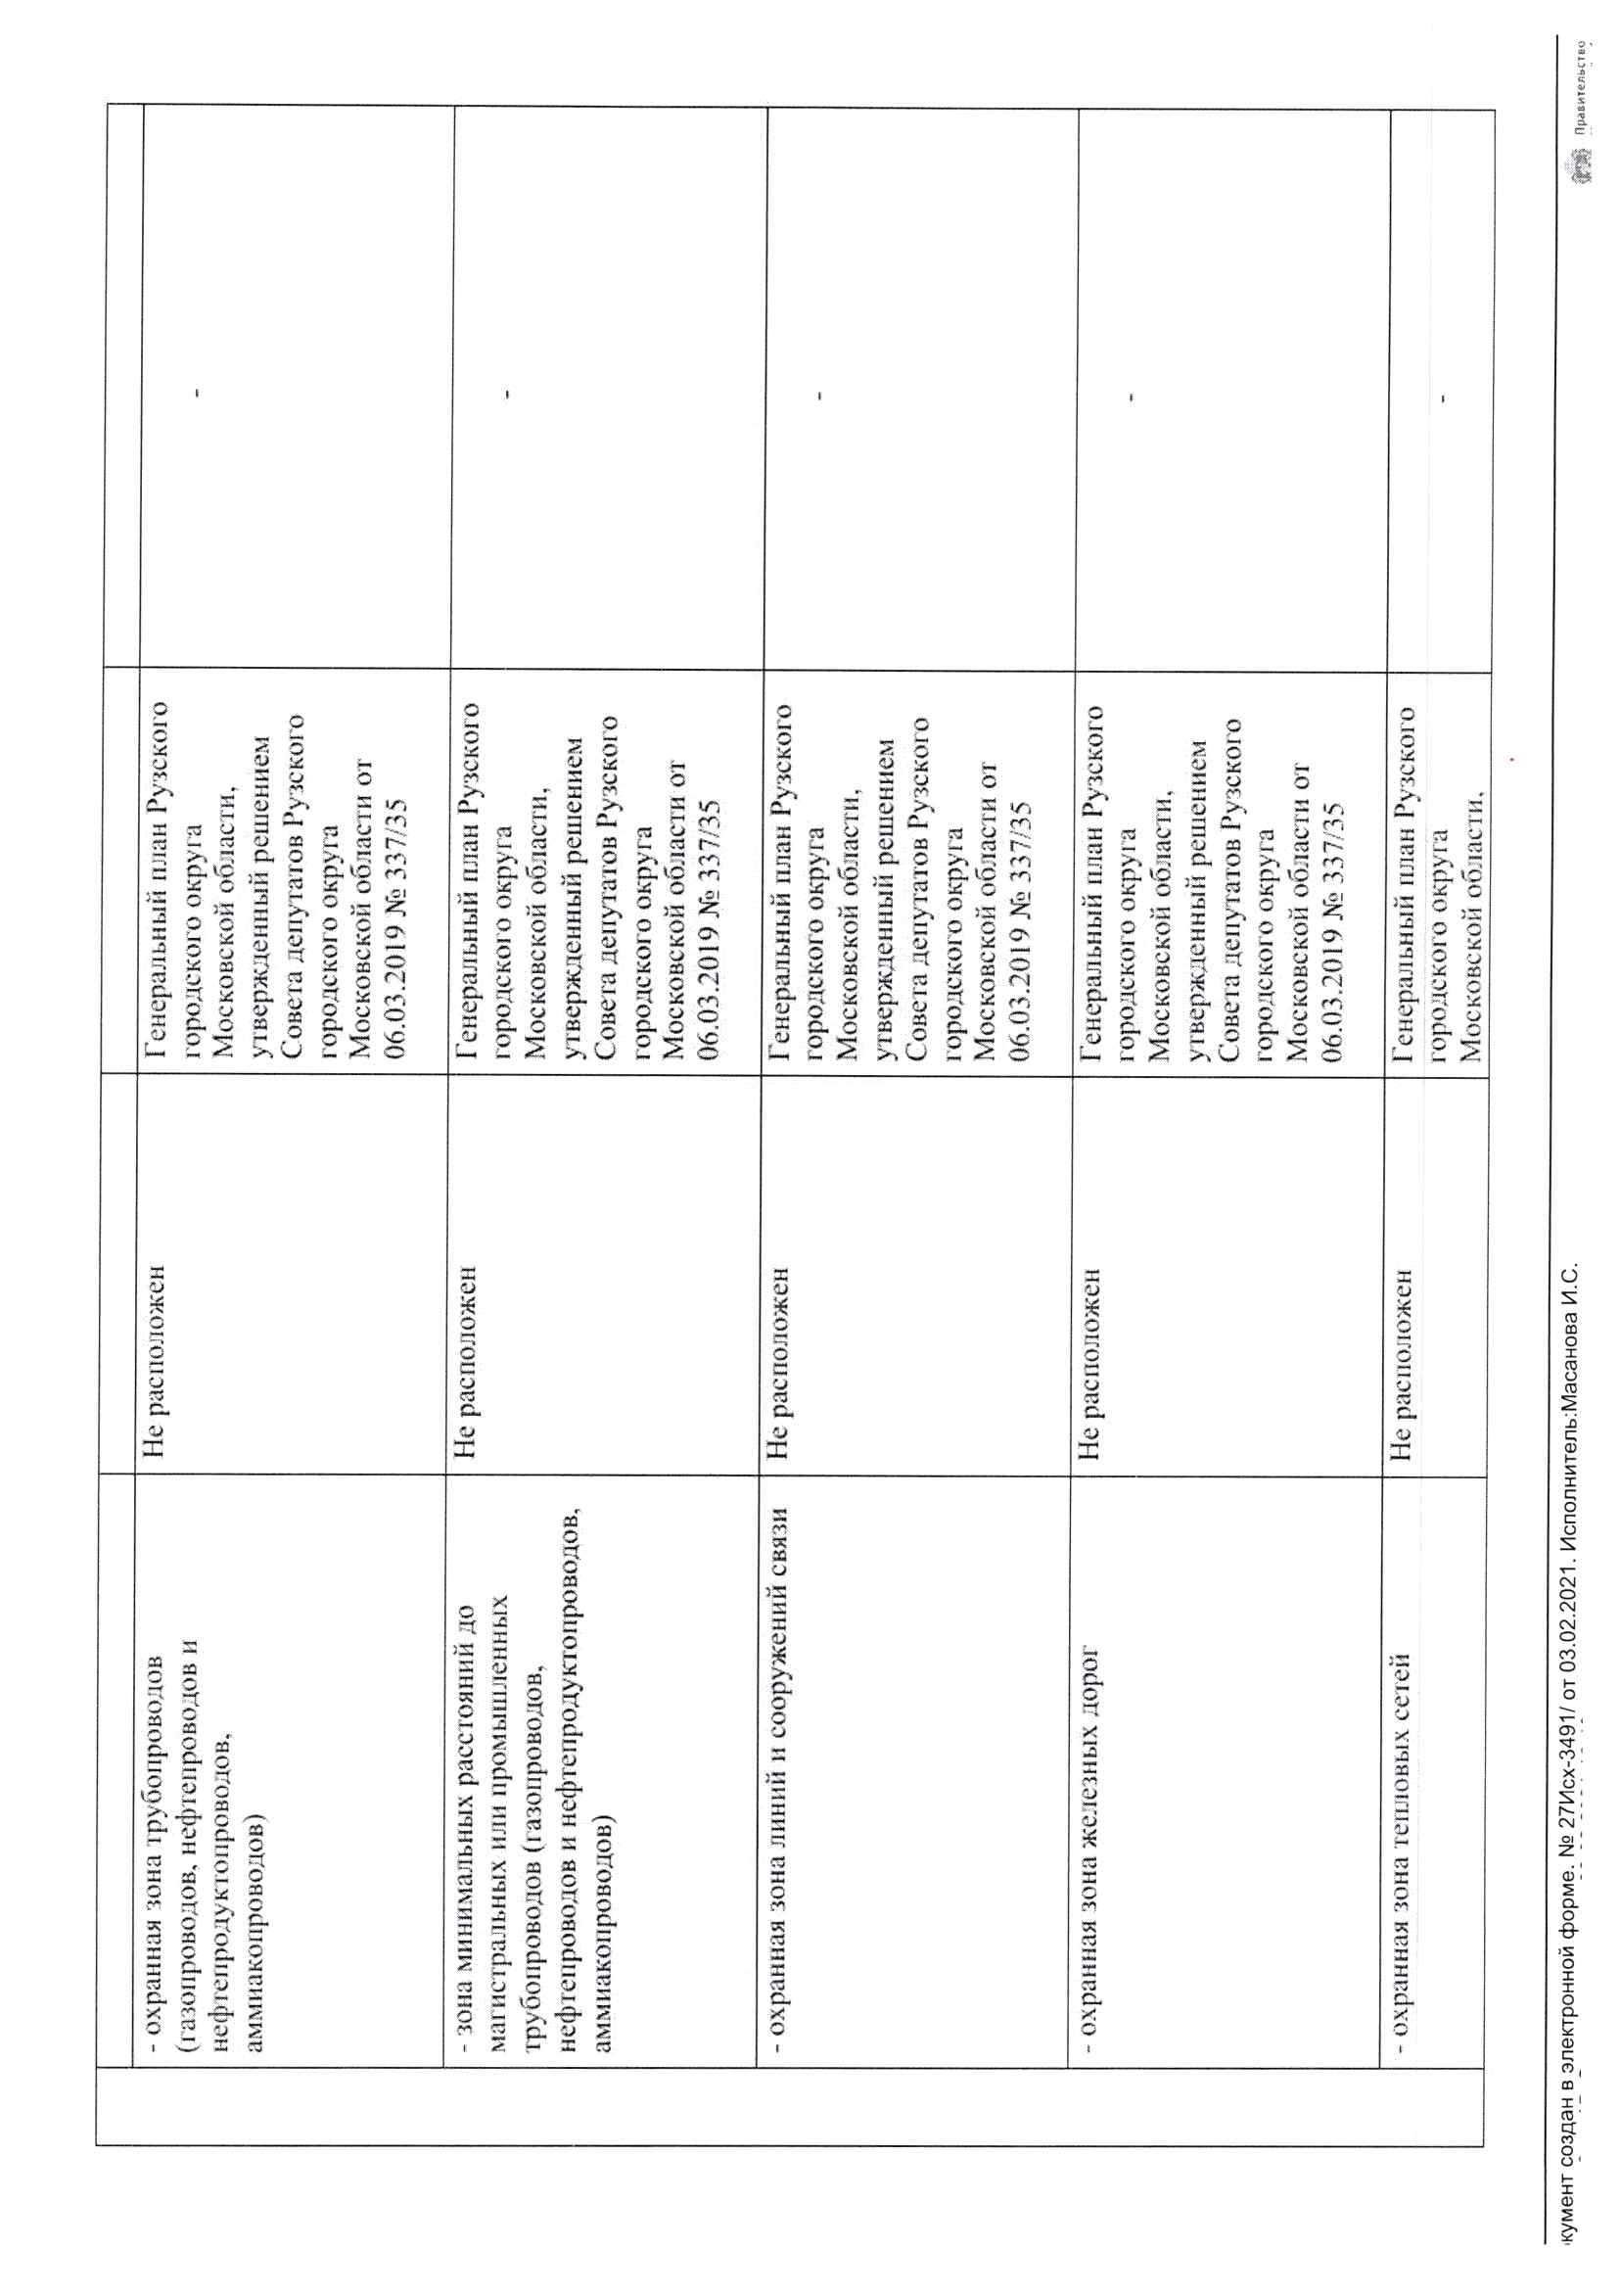 - охранная зона трубопроводов
(газопроводов, нефтепроводов и
нефтепродуктопроводов,
аммиакопроводов)
Не расположен
Генеральный план Рузского
городского округа
Московской области,
утвержденный решением
Совета депутатов Рузского
городского округа
Московской области от
06.03.2019 № 337/35
-
- зона минимальных расстояний до
магистральных или промышленных
трубопроводов (газопроводов,
нефтепроводов и нефтепродуктопроводов,
аммиакопроводов)
Не расположен
Генеральный план Рузского
городского округа
Московской области,
утвержденный решением
Совета депутатов Рузского
городского округа
Московской области от
06.03.2019 № 337/35
-
- охранная зона линий и сооружений связи
Не расположен
Генеральный план Рузского
городского округа
Московской области,
утвержденный решением
Совета депутатов Рузского
городского округа
Московской области от
06.03.2019 № 337/35
-
- охранная зона железных дорог
Не расположен
Генеральный план Рузского
городского округа
Московской области,
утвержденный решением
Совета депутатов Рузского
городского округа
Московской области от
06.03.2019 № 337/35
-
- охранная зона тепловых сетей
Не расположен
Генеральный план Рузского
городского округа
Московской области,
-
кумент создан в электронной форме. № 27Исх-3491/ от 03.02.2021. Исполнитель:Масанова И.С.
Правительство